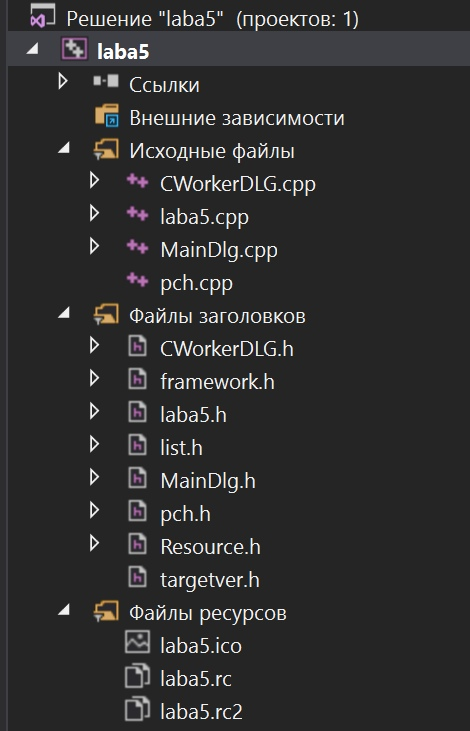 Решение "laba5" (проектов: 1)
laba5
Ссылки
Внешние зависимости
Исходные файлы
CWorkerDLG.cpp
laba5.cpp
MainDlg.cpp
pch.cpp
Файлы заголовков
CWorkerDLG.h
framework.h
laba5.h
list.h
MainDlg.h
pch.h
Resource.h
targetver.h
Файлы ресурсов
laba5.ico
laba5.rc
laba5.rc2